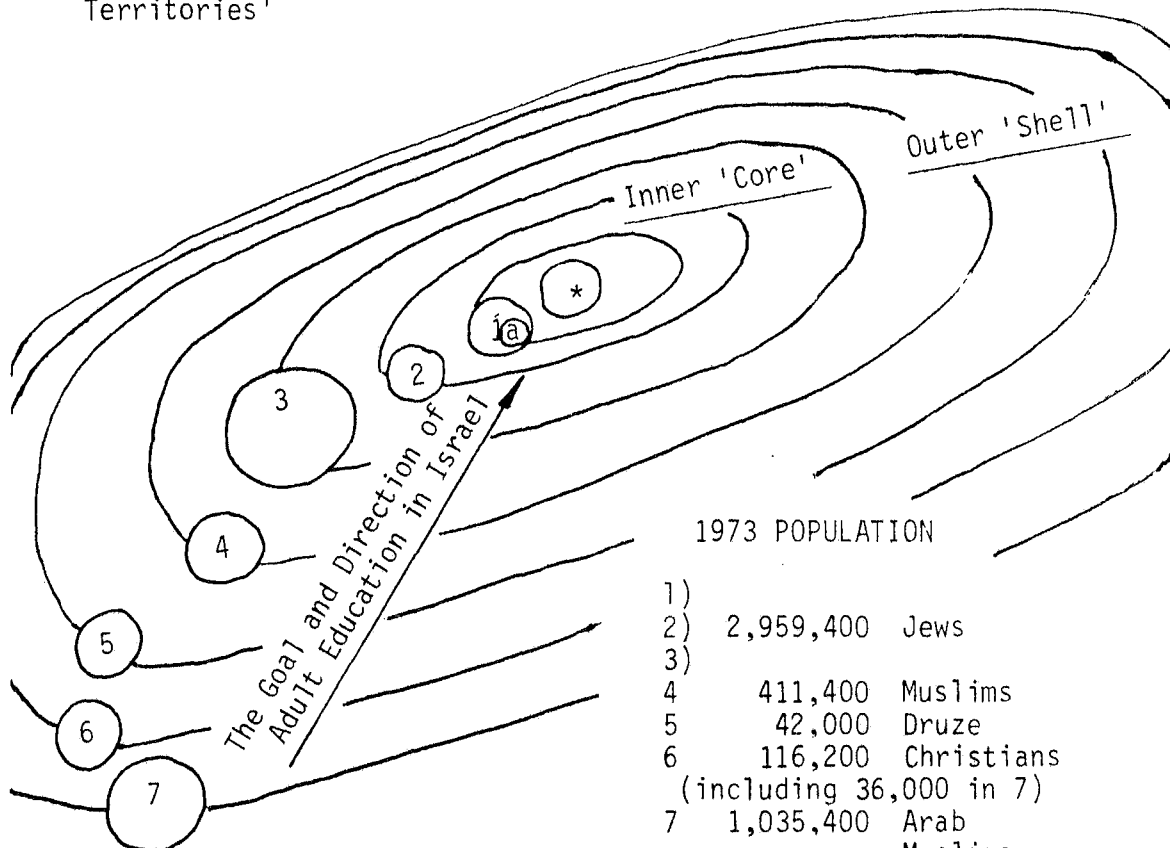 Territories'
Outer 'Shell'
Inner 'Core'
*
1
a
2
3
4
5
6
7
The Goal and Direction of
Adult Education in Israel
1973 POPULATION
1)
2) 2,959,400 Jews
3)
4 411,400 Muslims
5 42,000 Druze
6 116,200 Christians
(including 36,000 in 7)
7 1,035,400 Arab